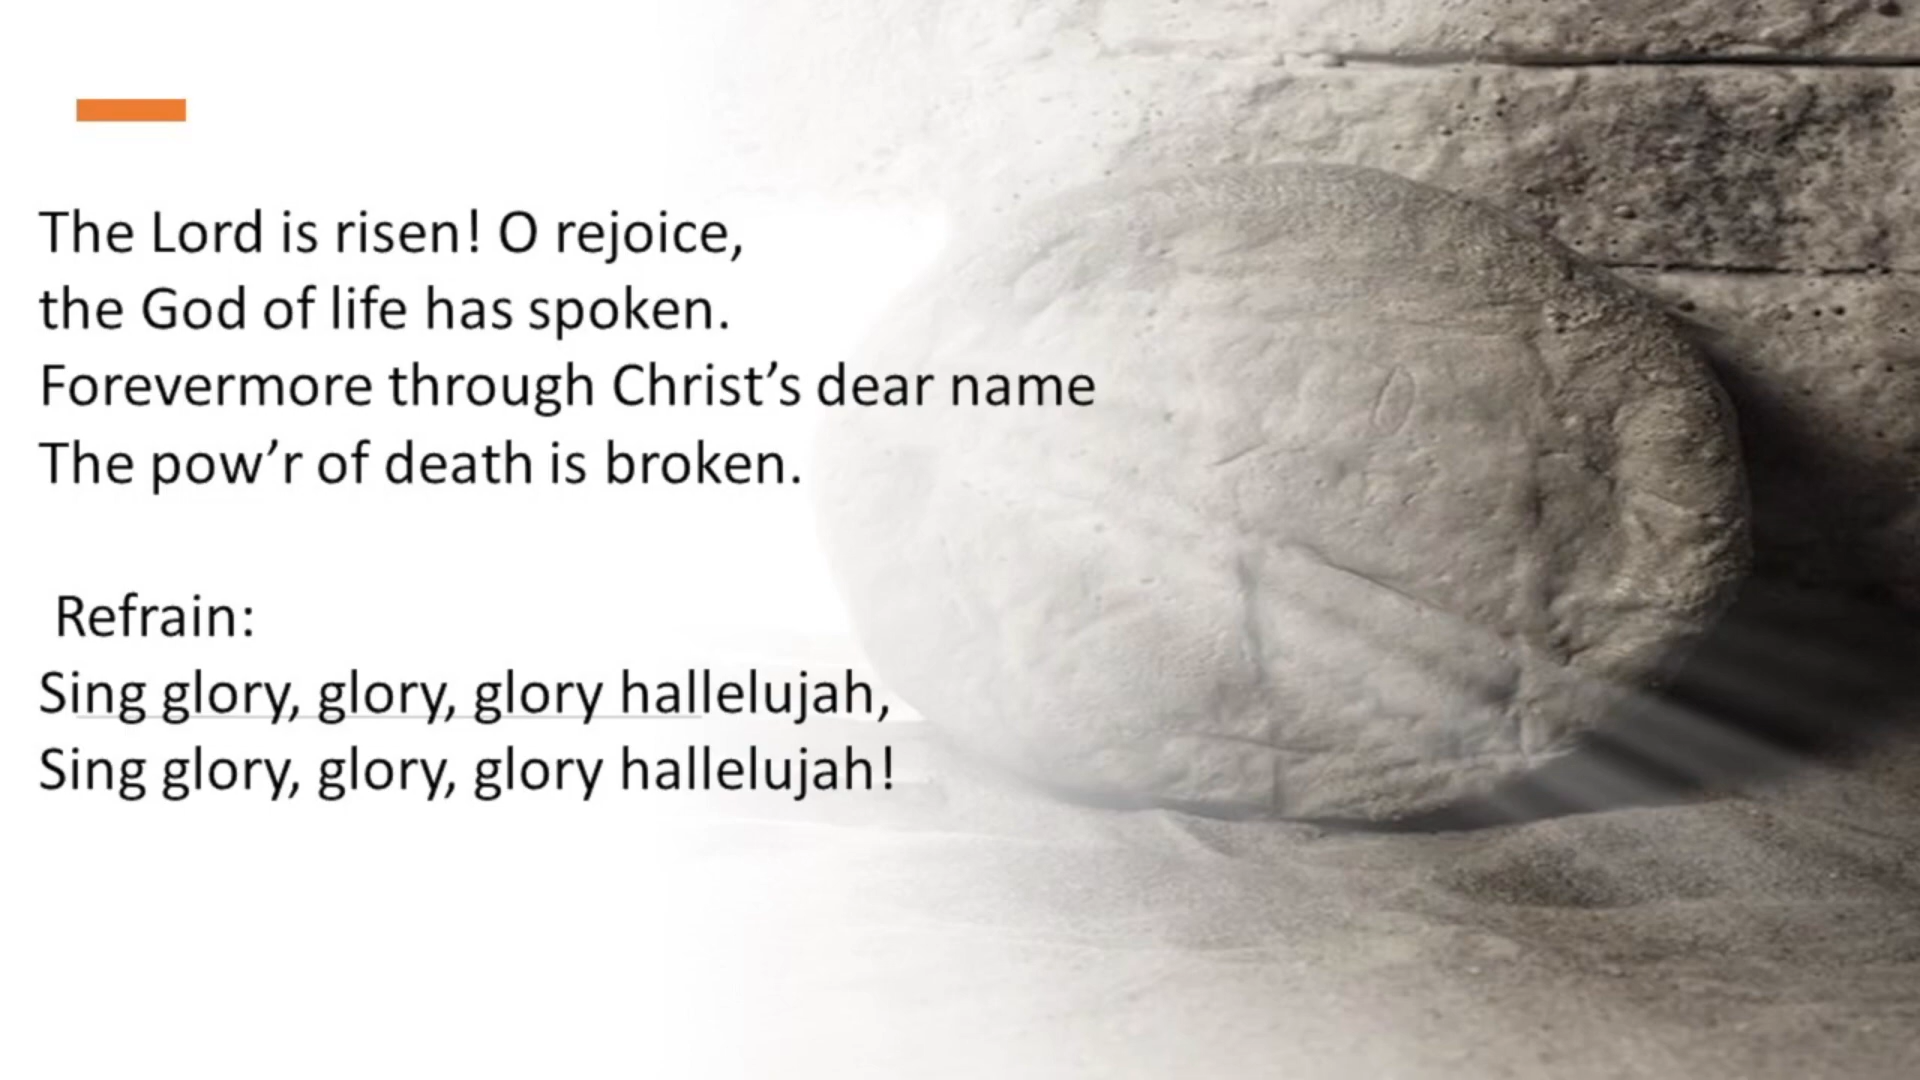 The Lord is risen! O rejoice,
the God of life has spoken.
Forevermore through Christ’s dear name
The pow’r of death is broken.
Refrain:
Sing glory, glory, glory hallelujah,
Sing glory, glory, glory hallelujah!